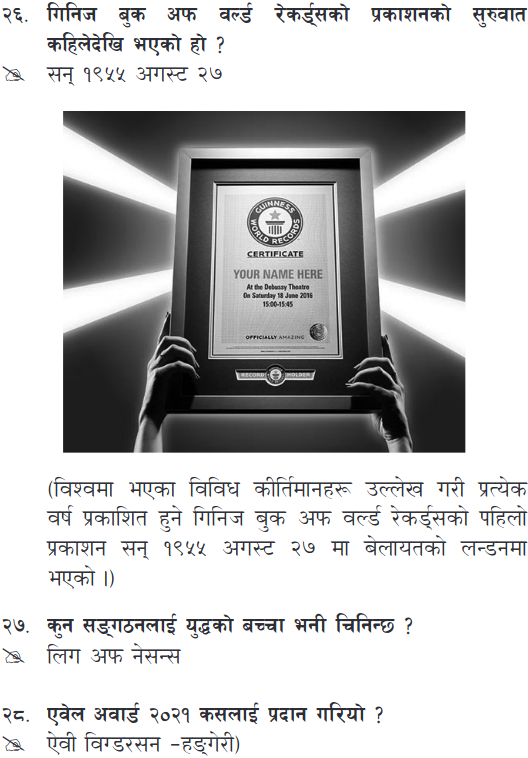 २६. गिनिज बुक अफ वर्ल्ड रेकर्ड्सको प्रकाशनको सुरुवात
कहिलेदेखि भएको हो ?
सन् १९५५ अगस्ट २७
GUINNESS
WORLD RECORDS
CERTIFICATE
YOUR NAME HERE
At the Debussy Theatre
On Saturday 18 June 2016
15:00-15:45
OFFICIALLY AMAZING
RECORD HOLDER
(विश्वमा भएका विविध कीर्तिमानहरू उल्लेख गरी प्रत्येक
वर्ष प्रकाशित हुने गिनिज बुक अफ वर्ल्ड रेकर्ड्सको पहिलो
प्रकाशन सन् १९५५ अगस्ट २७ मा बेलायतको लन्डनमा
भएको ।)
२७. कुन सङ्गठनलाई युद्धको बच्चा भनी चिनिन्छ ?
लिग अफ नेसन्स
२८. एवेल अवार्ड २०२१ कसलाई प्रदान गरियो ?
ऐवी विग्डरसन -हङ्गेरी)